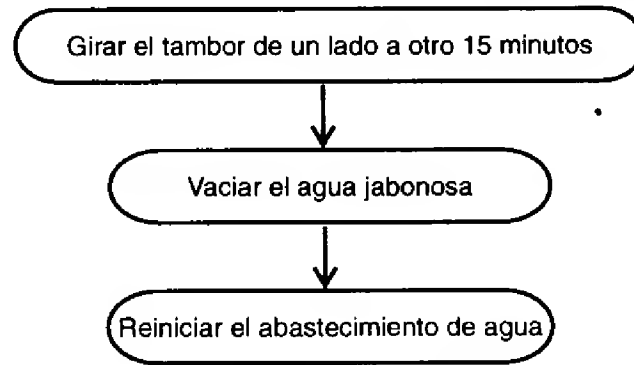 Girar el tambor de un lado a otro 15 minutos
Vaciar el agua jabonosa
Reiniciar el abastecimiento de agua